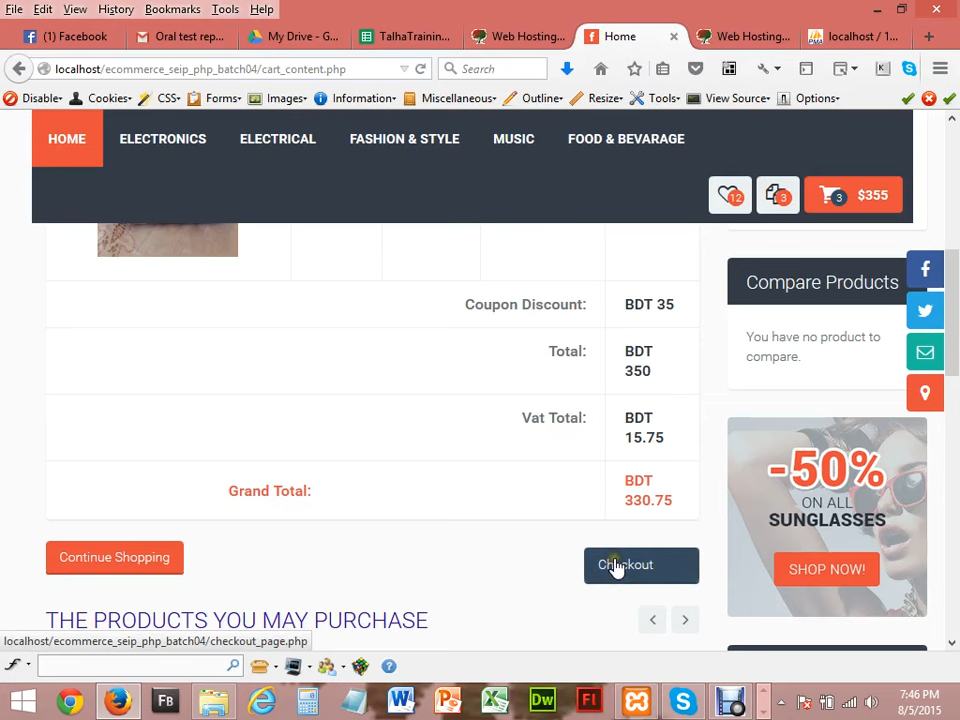 File Edit View History Bookmarks Tools Help
(1) Facebook
Oral test rep...
My Drive - G...
TalhaTrainin...
Web Hosting...
Home
Web Hosting...
localhost / 1...
localhost/ecommerce_seip_php_batch04/cart_content.php
Search
Disable Cookies CSS Forms Images Information Miscellaneous Outline Resize Tools View Source Options
HOME ELECTRONICS ELECTRICAL FASHION & STYLE MUSIC FOOD & BEVARAGE
12 3 3 $355
Coupon Discount: BDT 35
Total: BDT
350
Vat Total: BDT
15.75
Grand Total: BDT
330.75
Continue Shopping
Checkout
THE PRODUCTS YOU MAY PURCHASE
Compare Products
You have no product to
compare.
-50%
ON ALL
SUNGLASSES
SHOP NOW!
localhost/ecommerce_seip_php_batch04/checkout_page.php
7:46 PM
8/5/2015